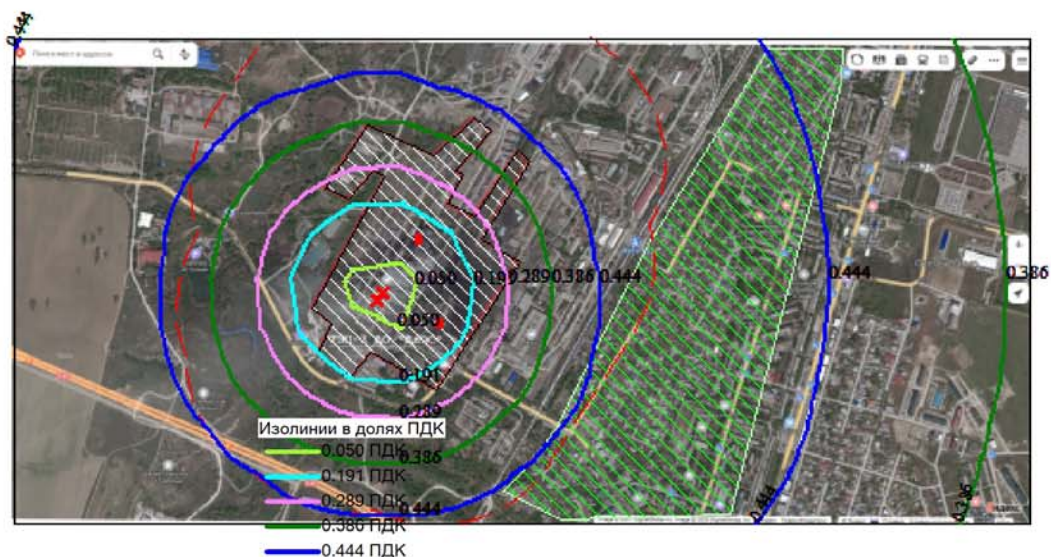 0.444
Поиск мест и адресов
0.444
0.386
0.050 0.191 0.289 0.386 0.444
0.050
0.191
0.289
0.386
0.444
0.444
0.386
Изолинии в долях ПДК
0.050 ПДК
0.191 ПДК
0.289 ПДК
0.386 ПДК
0.444 ПДК